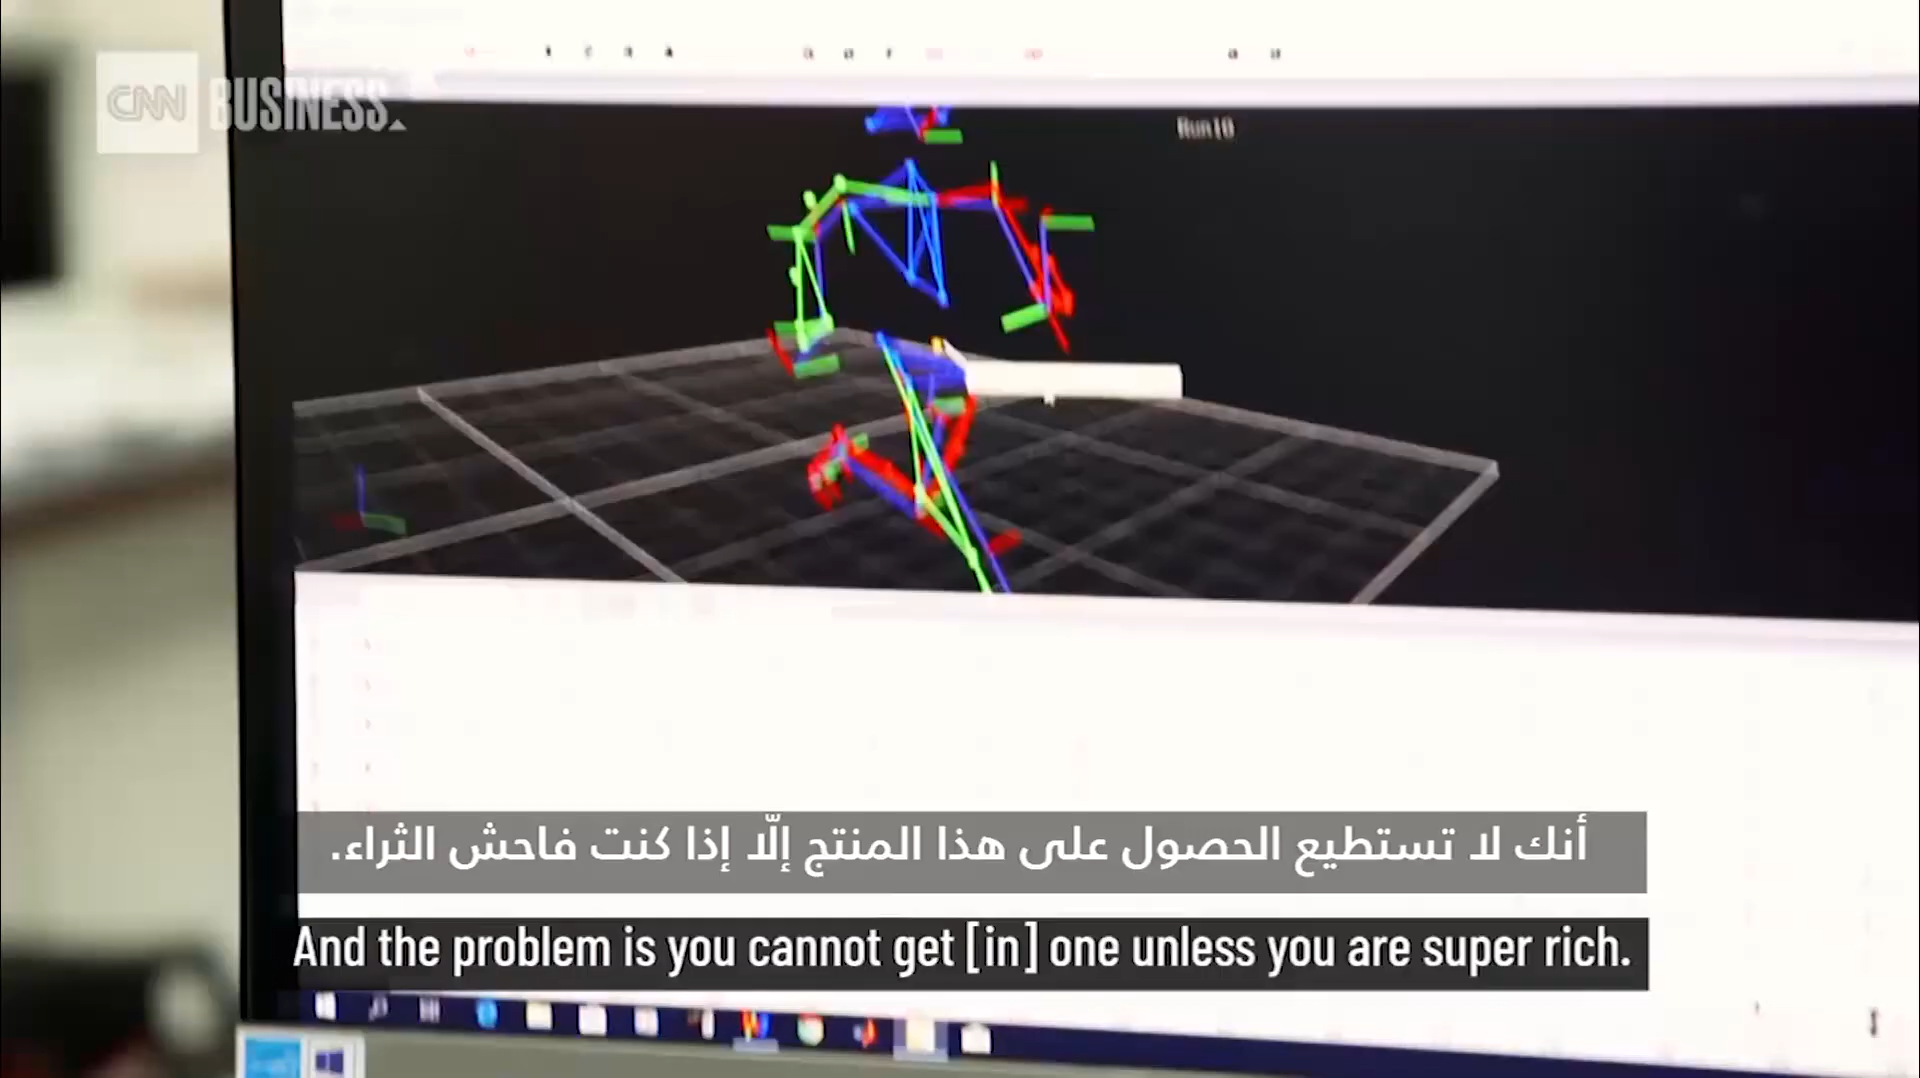 CNN BUSINESS
Run10
أنك لا تستطيع الحصول على هذا المنتج إلّا إذا كنت فاحش الثراء.
And the problem is you cannot get [in] one unless you are super rich.